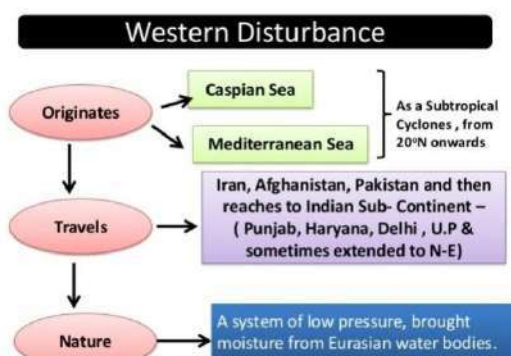 Western Disturbance
Originates
Caspian Sea
Mediterranean Sea
As a Subtropical
Cyclones , from
20ºN onwards
Travels
Iran, Afghanistan, Pakistan and then
reaches to Indian Sub- Continent –
( Punjab, Haryana, Delhi , U.P &
sometimes extended to N-E)
Nature
A system of low pressure, brought
moisture from Eurasian water bodies.